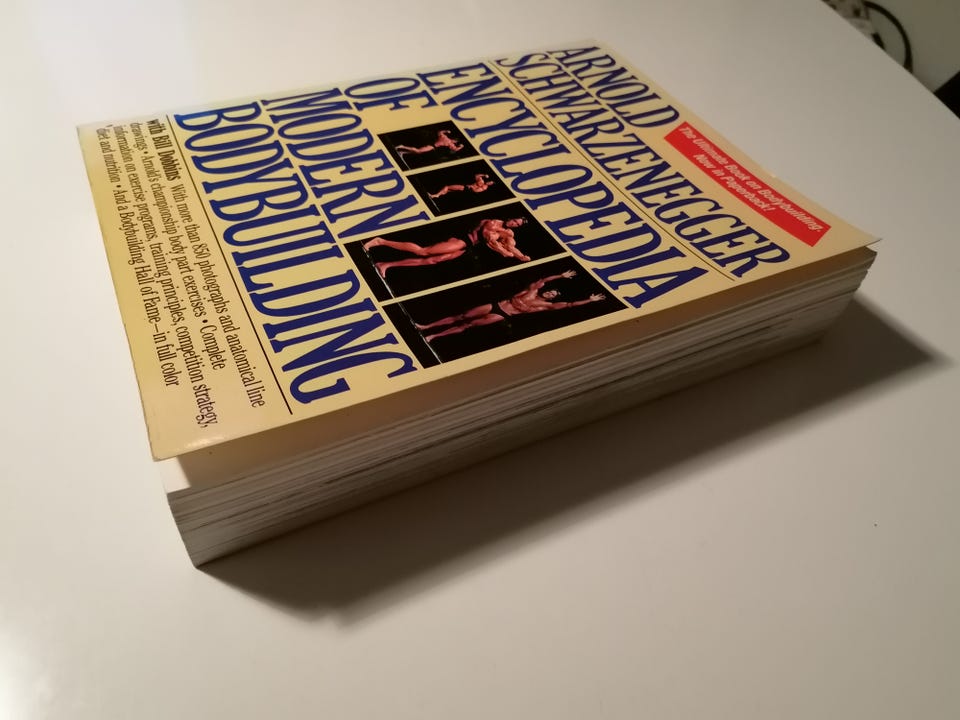 ARNOLD
SCHWARZENEGGER
The Ultimate Book on Bodybuilding.
Now in Paperback!
ENCYCLOPEDIA
OF
MODERN
BODYBUILDING
with Bill Dobbins With more than 850 photographs and anatomical line
drawings • Arnold's championship body part exercises • Complete
information on exercise programs, training principles, competition strategy,
diet and nutrition • And a Bodybuilding Hall of Fame—in full color